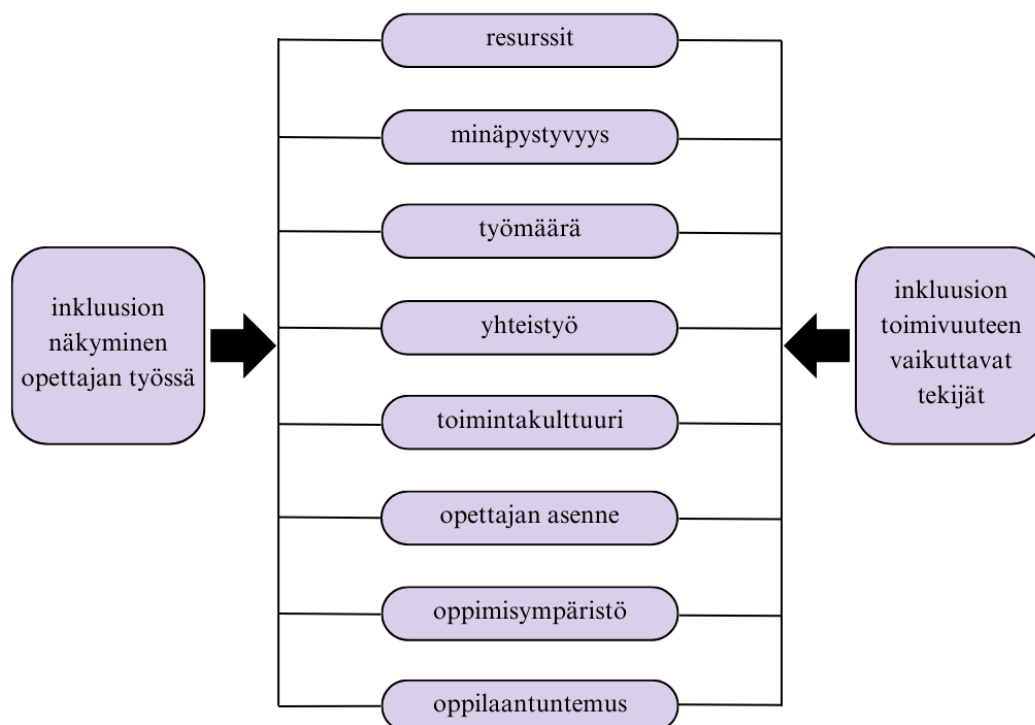 resurssit
minäpystyvyys
työmäärä
inkluusion
näkyminen
opettajan työssä
yhteistyö
inkluusion
toimivuuteen
vaikuttavat
tekijät
toimintakulttuuri
opettajan asenne
oppimisympäristö
oppilaantuntemus